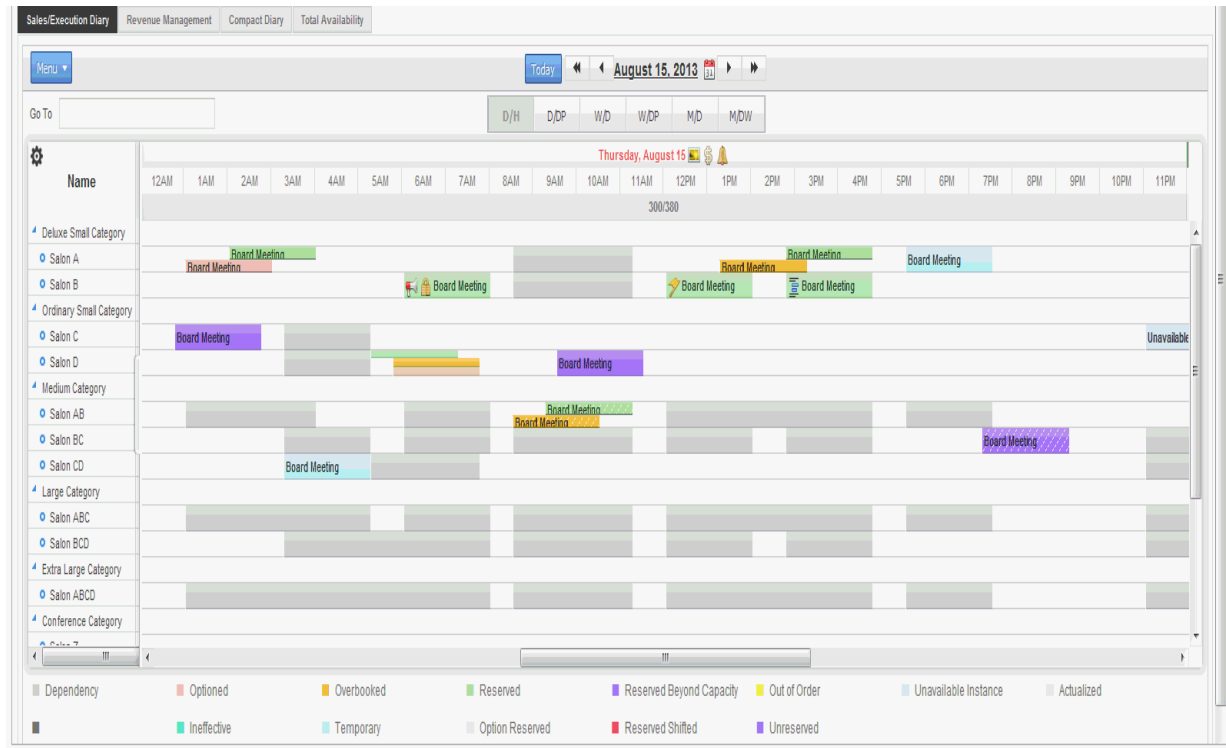 Sales/Execution Diary Revenue Management Compact Diary Total Availability
Menu Today August 15, 2013 31
Go To D/H D/DP W/D W/DP M/D M/DW
Thursday, August 15
Name 12AM 1AM 2AM 3AM 4AM 5AM 6AM 7AM 8AM 9AM 10AM 11AM 12PM 1PM 2PM 3PM 4PM 5PM 6PM 7PM 8PM 9PM 10PM 11PM
300/380
Deluxe Small Category
Salon A Board Meeting Board Meeting Board Meeting Board Meeting Board Meeting
Salon B Board Meeting Board Meeting Board Meeting
Ordinary Small Category
Salon C Board Meeting Unavailable
Salon D Board Meeting
Medium Category
Salon AB Board Meeting Board Meeting
Salon BC Board Meeting
Salon CD Board Meeting
Large Category
Salon ABC
Salon BCD
Extra Large Category
Salon ABCD
Conference Category
Dependency Optioned Overbooked Reserved Reserved Beyond Capacity Out of Order Unavailable Instance Actualized
Ineffective Temporary Option Reserved Reserved Shifted Unreserved